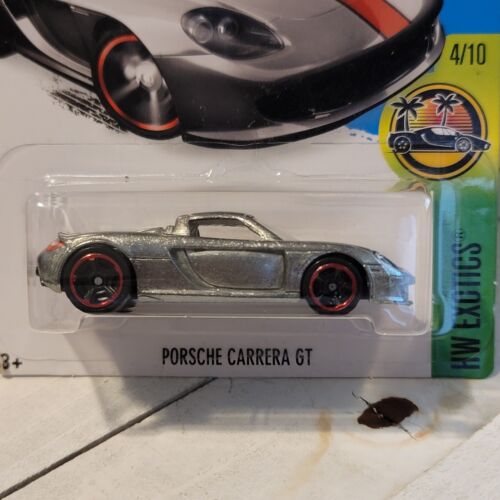 4/10
HW EXOTICS®
PORSCHE CARRERA GT
3+